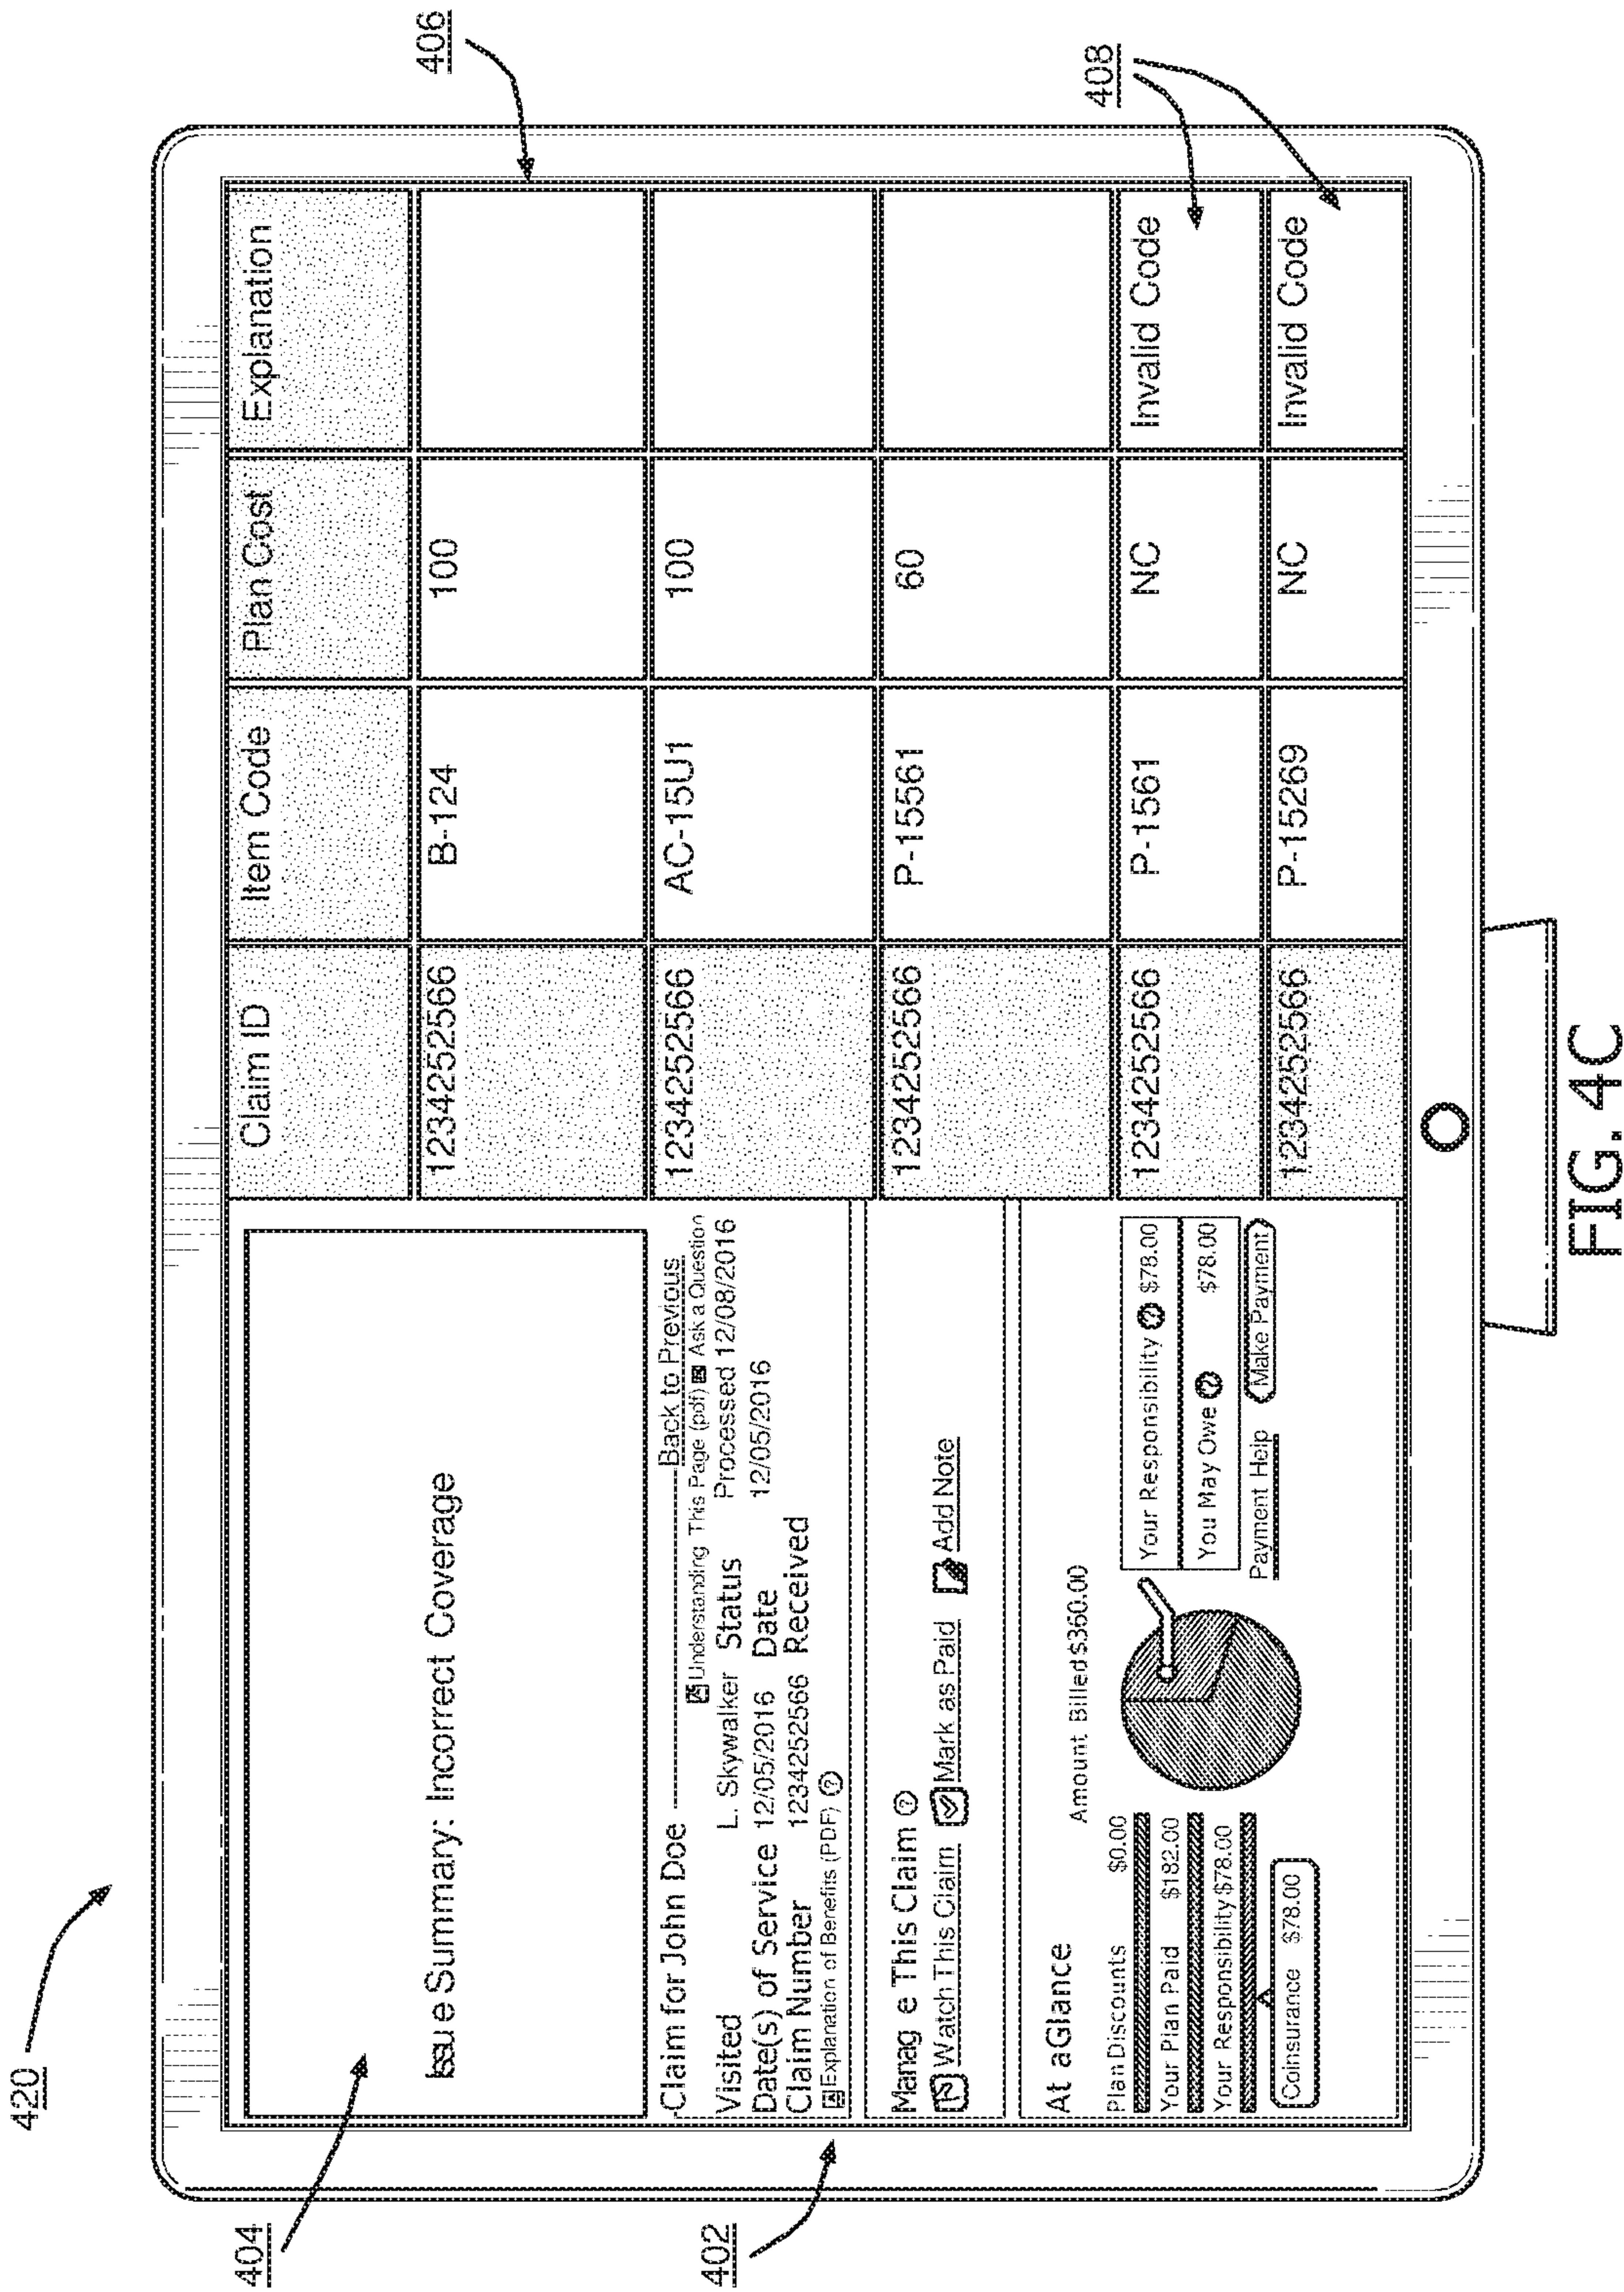 420
404
402
406
408
Issue Summary: Incorrect Coverage
Claim for John Doe Back to Previous
Understanding This Page (pdf) Ask a Question
Visited L. Skywalker Status Processed 12/08/2016
Date(s) of Service 12/05/2016 Date 12/05/2016
Claim Number 1234252566 Received
Explanation of Benefits (PDF) ?
Manag e This Claim ?
Watch This Claim Mark as Paid Add Note
At a Glance
Amount Billed $360.00
Plan Discounts $0.00
Your Plan Paid $182.00
Your Responsibility $78.00
Coinsurance $78.00
Your Responsibility ? $78.00
You May Owe ? $78.00
Payment Help Make Payment
Claim ID Item Code Plan Cost Explanation
1234252566 B-124 100
1234252566 AC-15U1 100
1234252566 P-15561 60
1234252566 P-1561 NC Invalid Code
1234252566 P-15269 NC Invalid Code
FIG. 4C